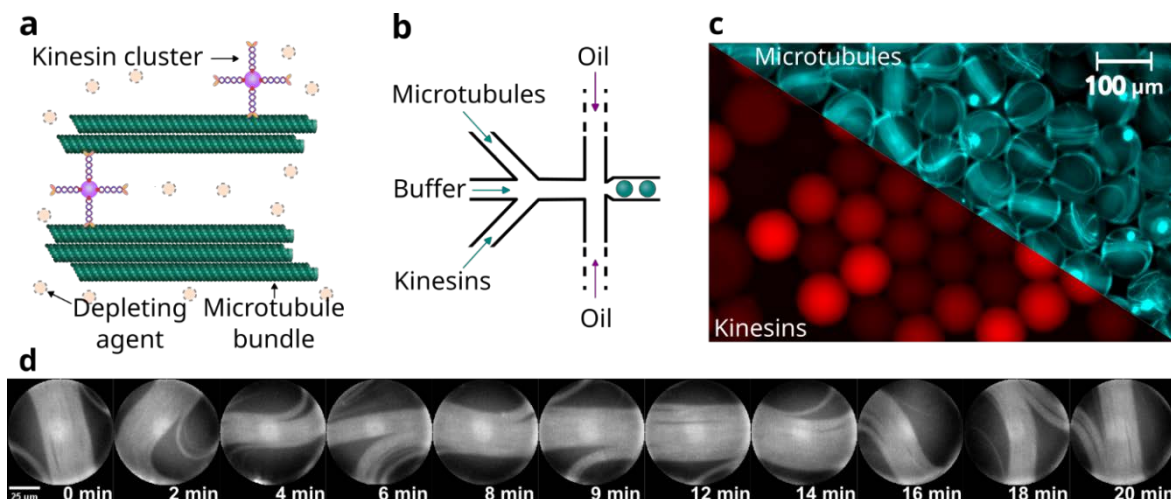 a
Kinesin cluster
Depleting
agent
Microtubule
bundle
b
Oil
Microtubules
Buffer
Kinesins
Oil
c
Microtubules
100 μm
Kinesins
d
25 μm
0 min
2 min
4 min
6 min
8 min
9 min
12 min
14 min
16 min
18 min
20 min